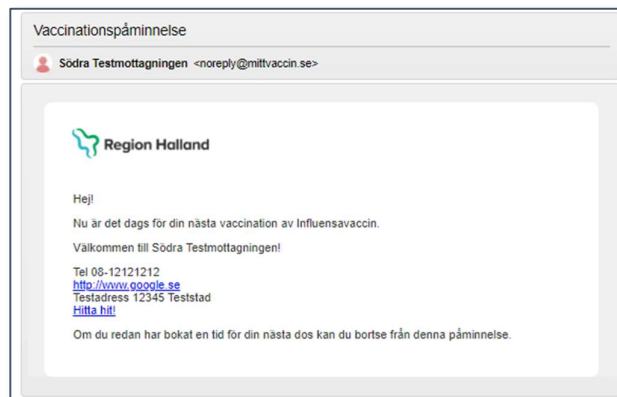 Vaccinationspåminnelse
Södra Testmottagningen <noreply@mittvaccin.se>
Region Halland
Hej!
Nu är det dags för din nästa vaccination av Influensavaccin.
Välkommen till Södra Testmottagningen!
Tel 08-12121212
http://www.google.se
Testadress 12345 Teststad
Hitta hit!
Om du redan har bokat en tid för din nästa dos kan du bortse från denna påminnelse.